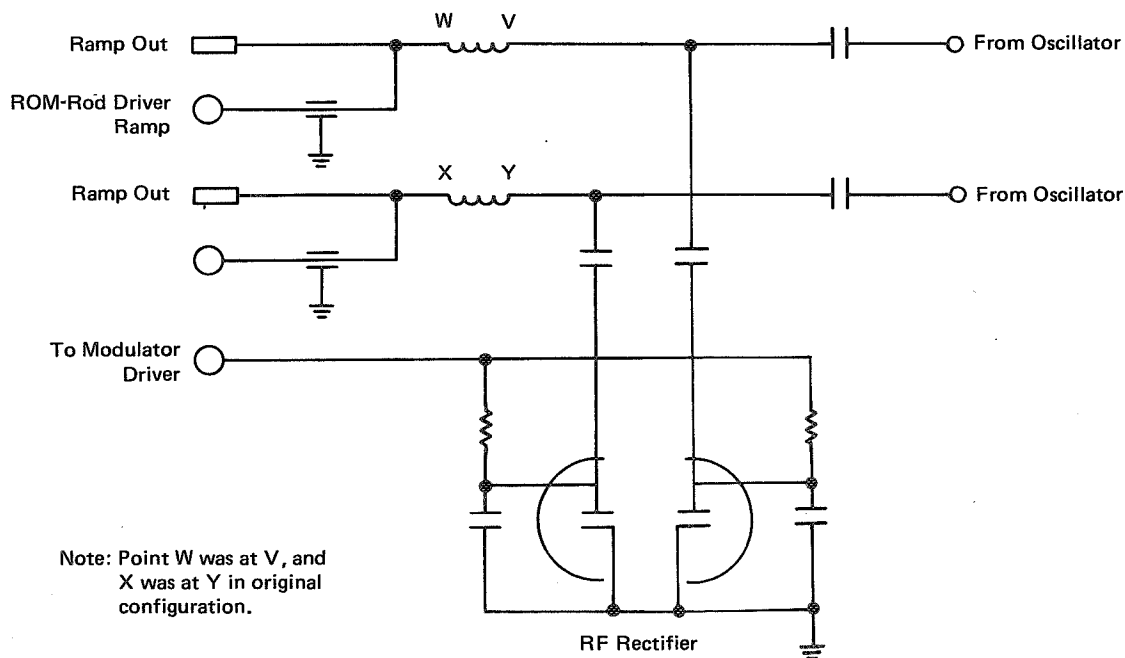 Ramp Out
W
V
From Oscillator
ROM-Rod Driver
Ramp
Ramp Out
X
Y
From Oscillator
To Modulator
Driver
Note: Point W was at V, and
X was at Y in original
configuration.
RF Rectifier